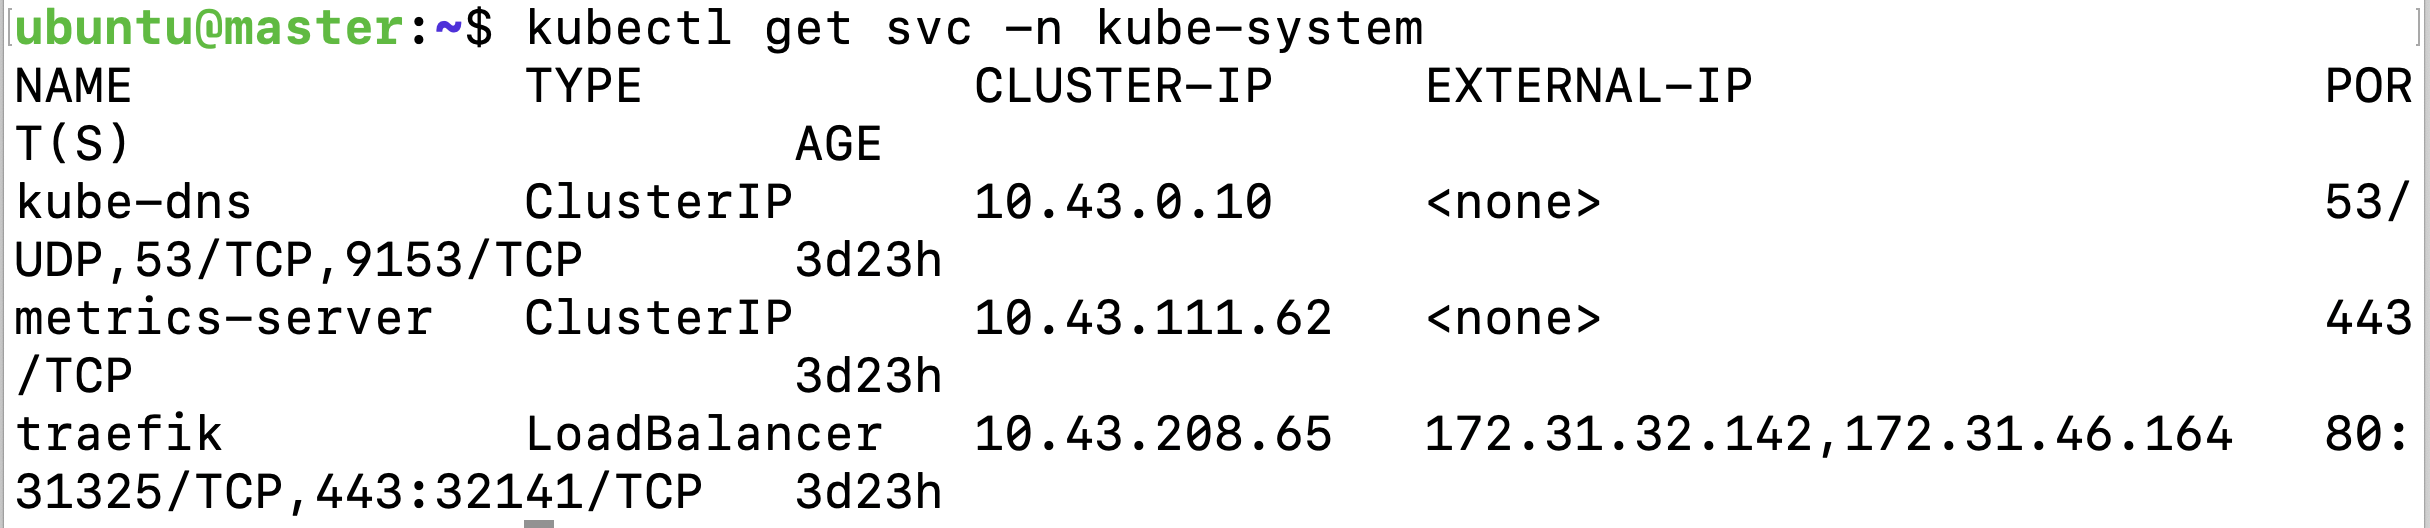 ubuntu@master:~$ kubectl get svc -n kube-system
NAME             TYPE           CLUSTER-IP     EXTERNAL-IP                   POR
T(S)                      AGE
kube-dns         ClusterIP      10.43.0.10     <none>                        53/
UDP,53/TCP,9153/TCP       3d23h
metrics-server   ClusterIP      10.43.111.62   <none>                        443
/TCP                      3d23h
traefik          LoadBalancer   10.43.208.65   172.31.32.142,172.31.46.164   80:
31325/TCP,443:32141/TCP   3d23h